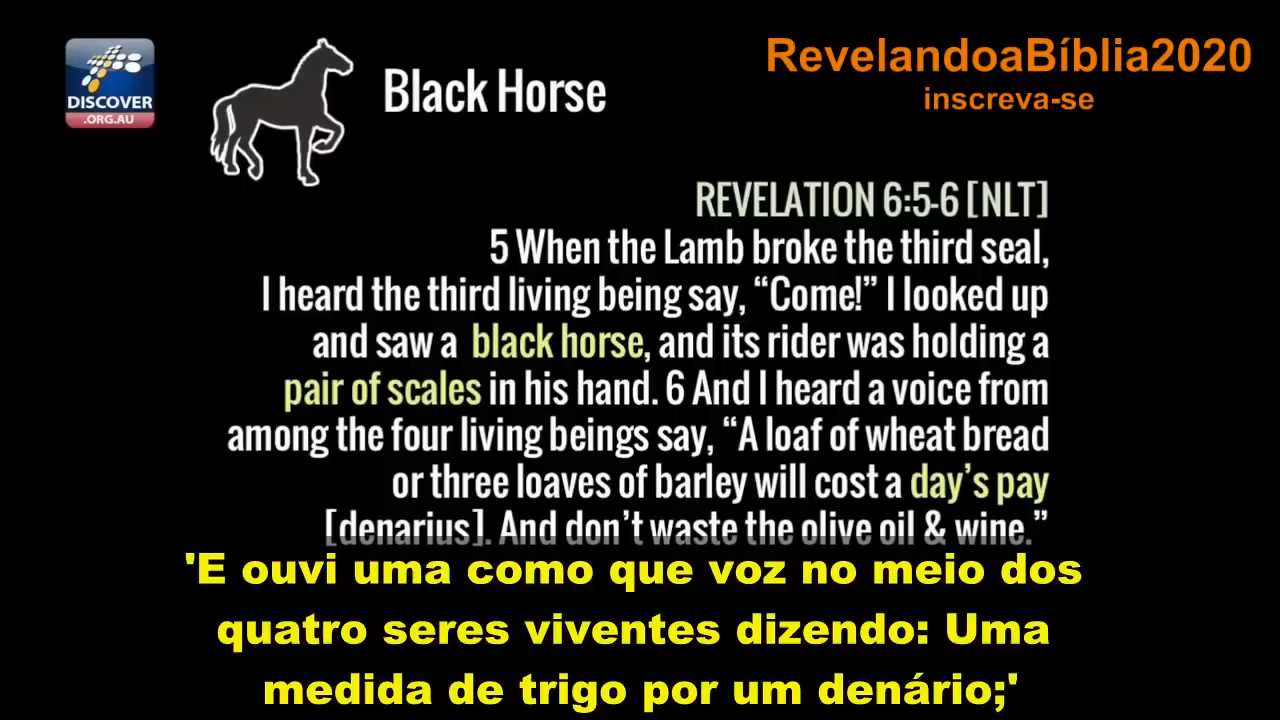 DISCOVER
.ORG.AU
Black Horse
RevelandoaBíblia2020
inscreva-se
REVELATION 6:5-6 [NLT]
5 When the Lamb broke the third seal,
I heard the third living being say, “Come!” I looked up
and saw a black horse, and its rider was holding a
pair of scales in his hand. 6 And I heard a voice from
among the four living beings say, “A loaf of wheat bread
or three loaves of barley will cost a day’s pay
[denarius]. And don’t waste the olive oil & wine.”
'E ouvi uma como que voz no meio dos
quatro seres viventes dizendo: Uma
medida de trigo por um denário;'